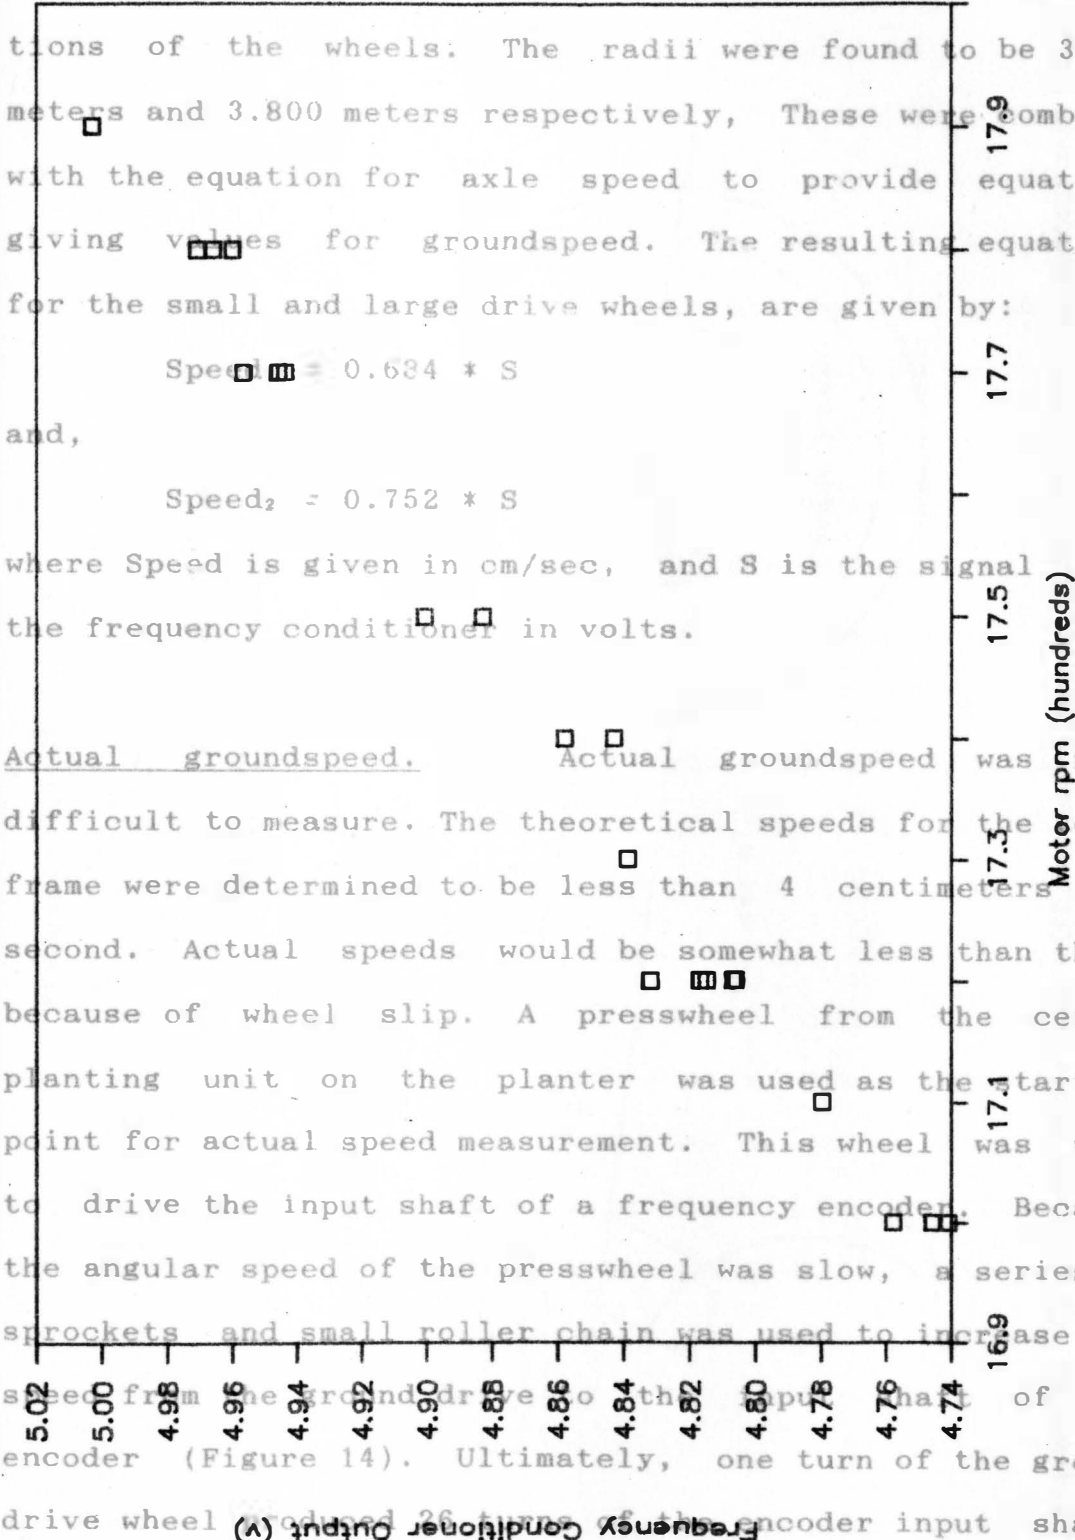 tions of the wheels. The radii were found to be 3
meters and 3.800 meters respectively, These were comb
with the equation for axle speed to provide equat
giving values for groundspeed. The resulting equat
for the small and large drive wheels, are given by:
Speed = 0.634 * S
and,
Speed₂ = 0.752 * S
where Speed is given in cm/sec, and S is the signal
the frequency conditioner in volts.
Actual groundspeed. Actual groundspeed was
difficult to measure. The theoretical speeds for the
frame were determined to be less than 4 centimeters
second. Actual speeds would be somewhat less than th
because of wheel slip. A presswheel from the ce
planting unit on the planter was used as the star
point for actual speed measurement. This wheel was
to drive the input shaft of a frequency encoder. Beca
the angular speed of the presswheel was slow, a serie
sprockets and small roller chain was used to increase
speed from the ground drive to the input shaft of
encoder (Figure 14). Ultimately, one turn of the gro
drive wheel produced 26 turns of the encoder input sha
Frequency Conditioner Output (v)
5.02
5.00
4.98
4.96
4.94
4.92
4.90
4.88
4.86
4.84
4.82
4.80
4.78
4.76
4.74
16.9
17.1
17.3
17.5
17.7
17.9
Motor rpm (hundreds)